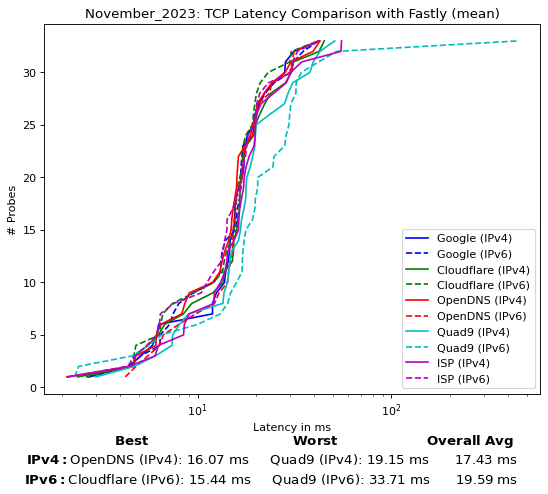 November_2023: TCP Latency Comparison with Fastly (mean)
30
25
20
15
10
5
0
# Probes
Google (IPv4)
Google (IPv6)
Cloudflare (IPv4)
Cloudflare (IPv6)
OpenDNS (IPv4)
OpenDNS (IPv6)
Quad9 (IPv4)
Quad9 (IPv6)
ISP (IPv4)
ISP (IPv6)
10¹ 10²
Latency in ms
Best Worst Overall Avg
IPv4: OpenDNS (IPv4): 16.07 ms Quad9 (IPv4): 19.15 ms 17.43 ms
IPv6: Cloudflare (IPv6): 15.44 ms Quad9 (IPv6): 33.71 ms 19.59 ms